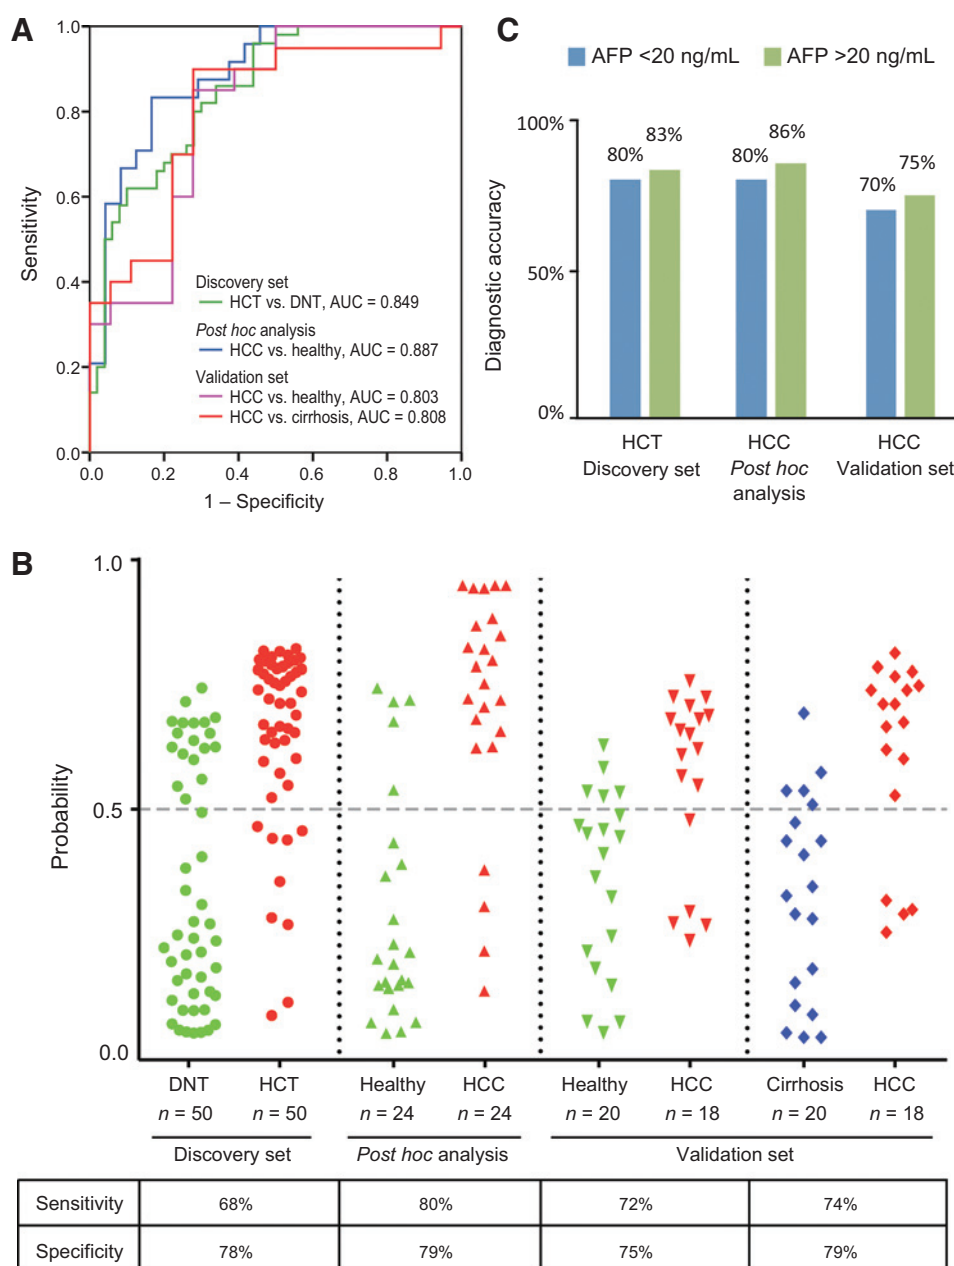 A
1.0
0.8
0.6
0.4
0.2
0.0
Sensitivity
Discovery set
HCT vs. DNT, AUC = 0.849
Post hoc analysis
HCC vs. healthy, AUC = 0.887
Validation set
HCC vs. healthy, AUC = 0.803
HCC vs. cirrhosis, AUC = 0.808
0.0 0.2 0.4 0.6 0.8 1.0
1 – Specificity
C
AFP <20 ng/mL AFP >20 ng/mL
100%
50%
0%
Diagnostic accuracy
80% 83% 80% 86% 70% 75%
HCT HCC HCC
Discovery set Post hoc Validation set
analysis
B
1.0
0.5
0.0
Probability
DNT HCT Healthy HCC Healthy HCC Cirrhosis HCC
n = 50 n = 50 n = 24 n = 24 n = 20 n = 18 n = 20 n = 18
Discovery set Post hoc analysis Validation set
Sensitivity 68% 80% 72% 74%
Specificity 78% 79% 75% 79%